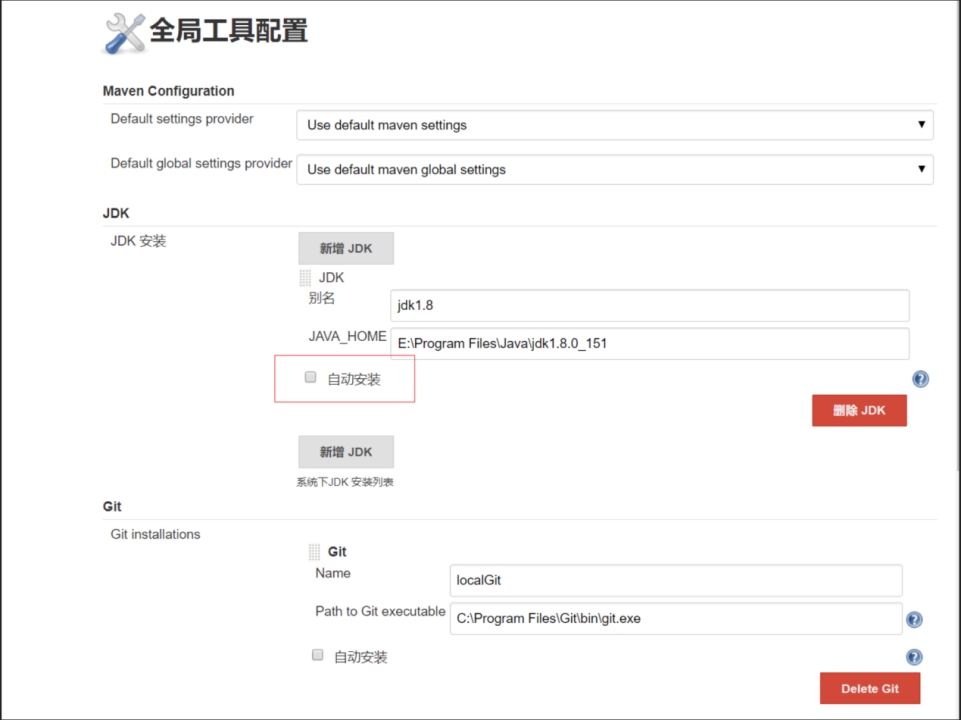 全局工具配置
Maven Configuration
Default settings provider
Use default maven settings
Default global settings provider
Use default maven global settings
JDK
JDK 安装
新增 JDK
JDK
别名
jdk1.8
JAVA_HOME
E:\Program Files\Java\jdk1.8.0_151
自动安装
删除 JDK
新增 JDK
系统下JDK 安装列表
Git
Git installations
Git
Name
localGit
Path to Git executable
C:\Program Files\Git\bin\git.exe
自动安装
Delete Git